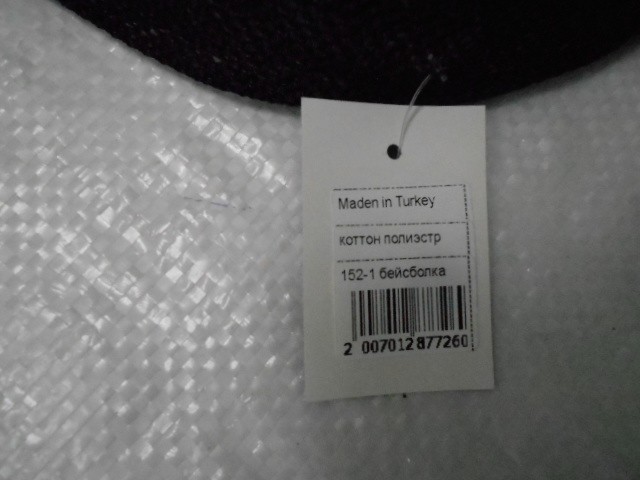 Maden in Turkey
коттон полиэстр
152-1 бейсболка
2 007012 877260